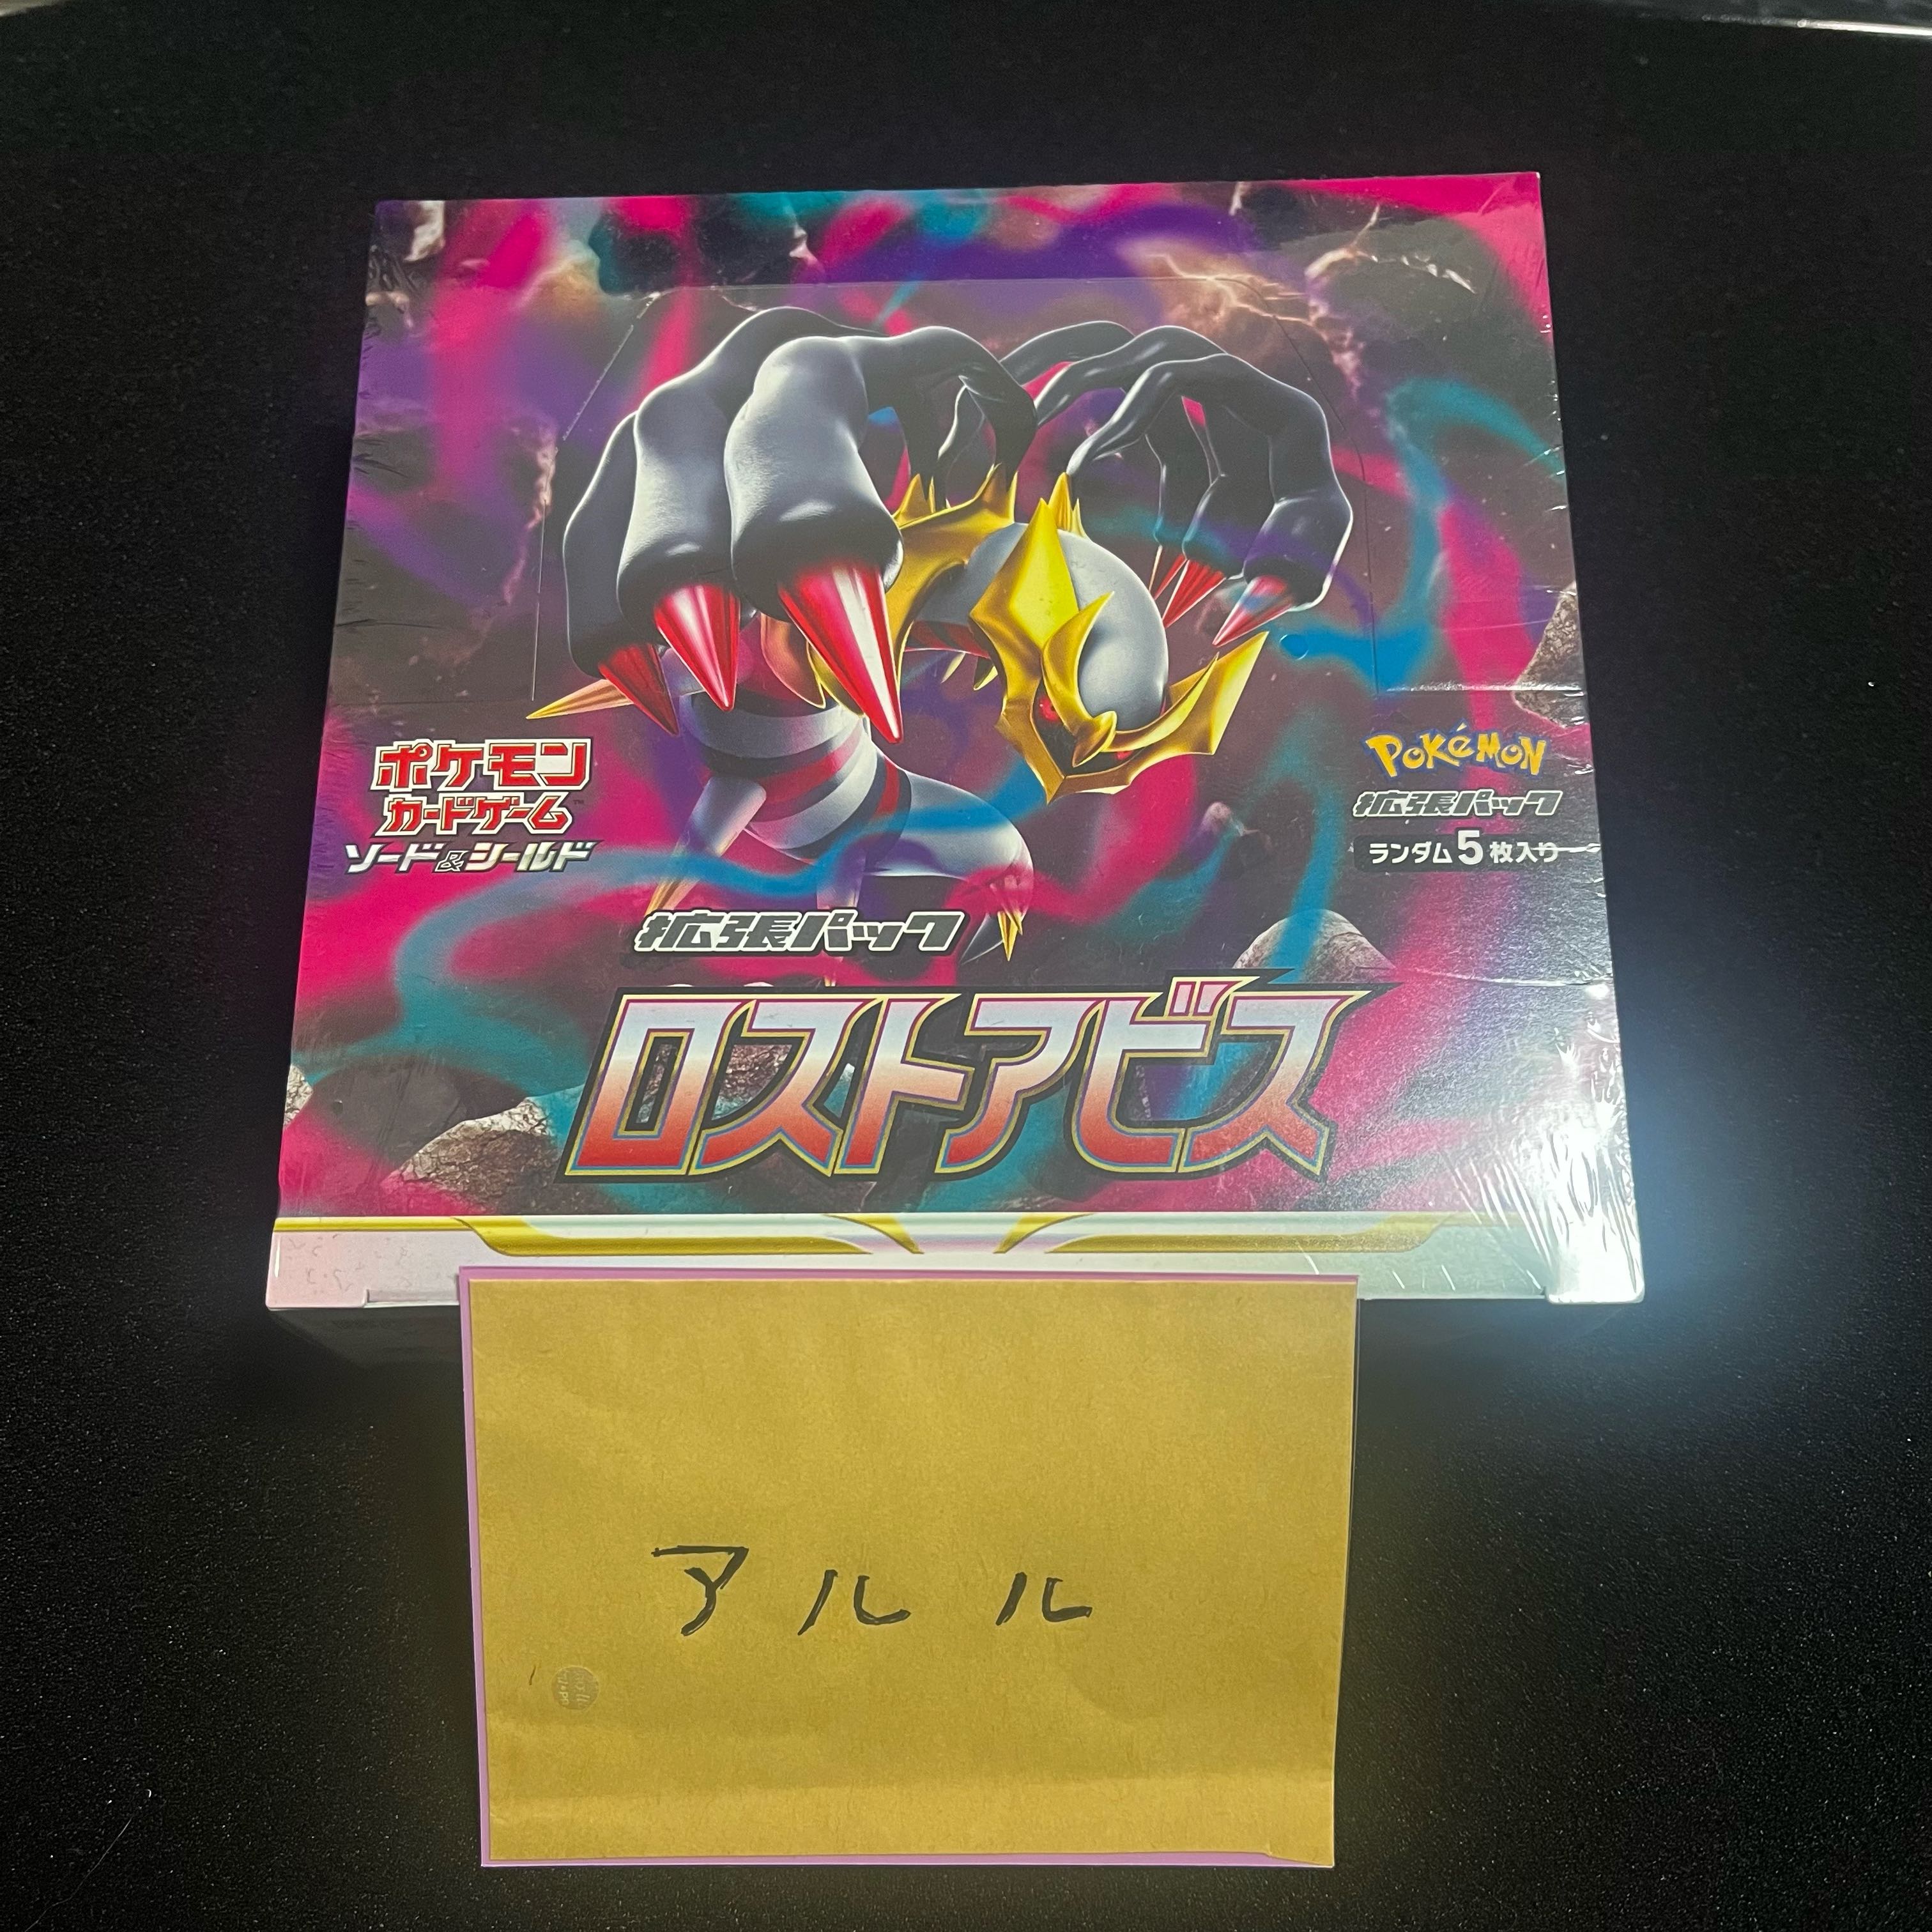 ポケモン
カードゲーム™
ソード&シールド
POKéMON
拡張パック
ランダム5枚入り
拡張パック
ロストアビス
アルル